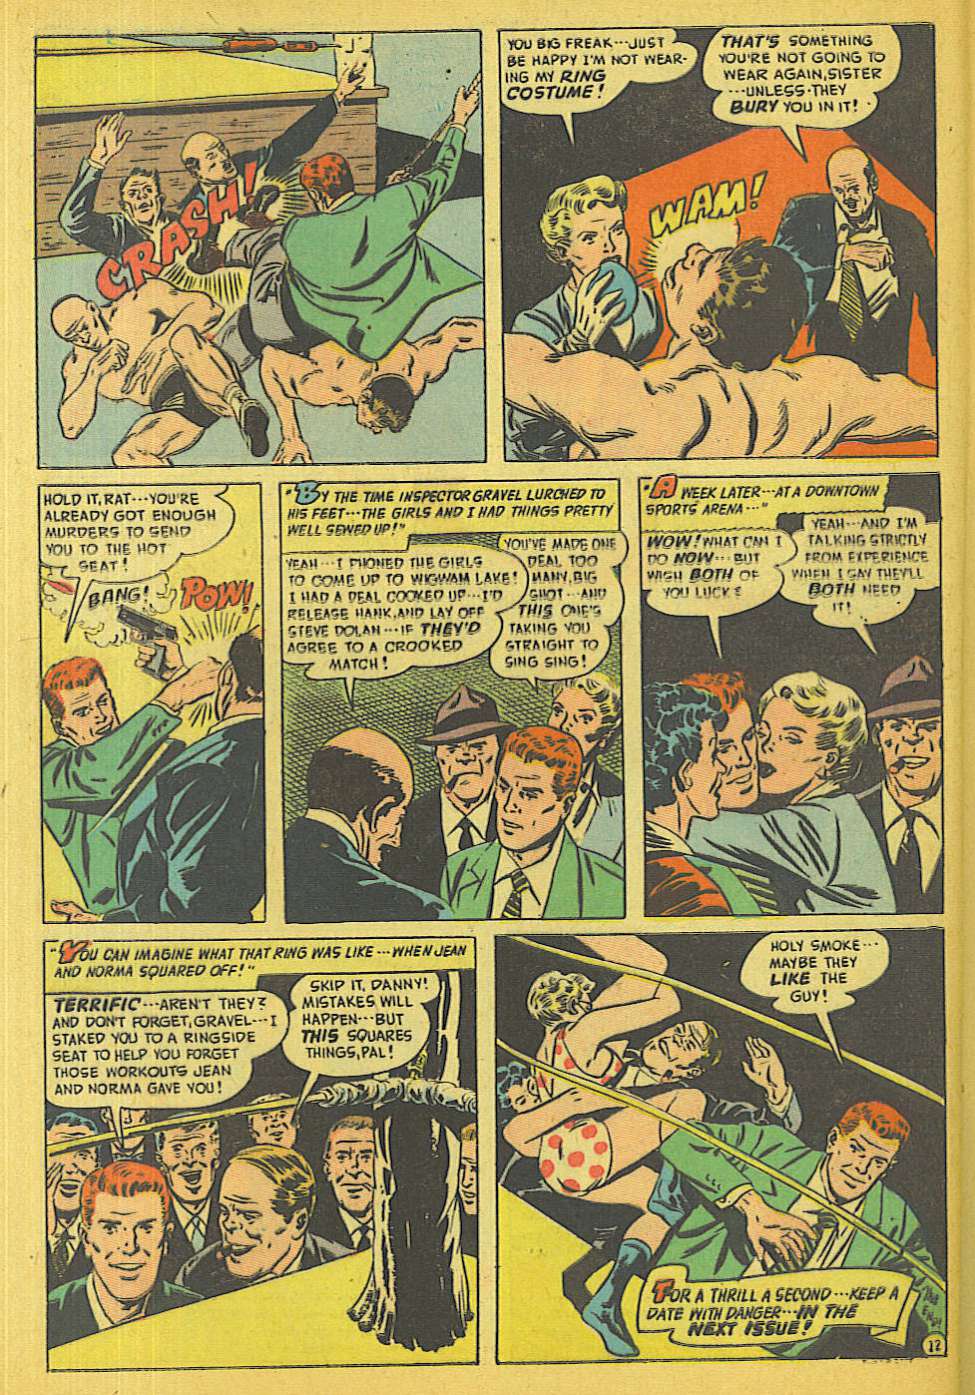 CRASH!
YOU BIG FREAK---JUST
BE HAPPY I'M NOT WEAR-
ING MY RING
COSTUME!
THAT'S SOMETHING
YOU'RE NOT GOING TO
WEAR AGAIN, SISTER
---UNLESS THEY
BURY YOU IN IT!
WAM!
HOLD IT, RAT---YOU'RE
ALREADY GOT ENOUGH
MURDERS TO SEND
YOU TO THE HOT
SEAT!
BANG!
POW!
"BY THE TIME INSPECTOR GRAVEL LURCHED TO
HIS FEET---THE GIRLS AND I HAD THINGS PRETTY
WELL SEWED UP!"
YEAH---I PHONED THE GIRLS
TO COME UP TO WIGWAM LAKE!
I HAD A DEAL COOKED UP---I'D
RELEASE HANK, AND LAY OFF
STEVE DOLAN---IF THEY'D
AGREE TO A CROOKED
MATCH!
YOU'VE MADE ONE
DEAL TOO
MANY, BIG
SHOT---AND
THIS ONE'S
TAKING YOU
STRAIGHT TO
SING SING!
"A WEEK LATER---AT A DOWNTOWN
SPORTS ARENA---"
WOW! WHAT CAN I
DO NOW---BUT
WISH BOTH OF
YOU LUCK?
YEAH---AND I'M
TALKING STRICTLY
FROM EXPERIENCE
WHEN I SAY THEY'LL
BOTH NEED
IT!
"YOU CAN IMAGINE WHAT THAT RING WAS LIKE---WHEN JEAN
AND NORMA SQUARED OFF!"
TERRIFIC---AREN'T THEY?
AND DON'T FORGET, GRAVEL---I
STAKED YOU TO A RINGSIDE
SEAT TO HELP YOU FORGET
THOSE WORKOUTS JEAN
AND NORMA GAVE YOU!
SKIP IT, DANNY!
MISTAKES WILL
HAPPEN---BUT
THIS SQUARES
THINGS, PAL!
HOLY SMOKE---
MAYBE THEY
LIKE THE
GUY!
FOR A THRILL A SECOND---KEEP A
DATE WITH DANGER---IN THE
NEXT ISSUE!
THE
END!
12